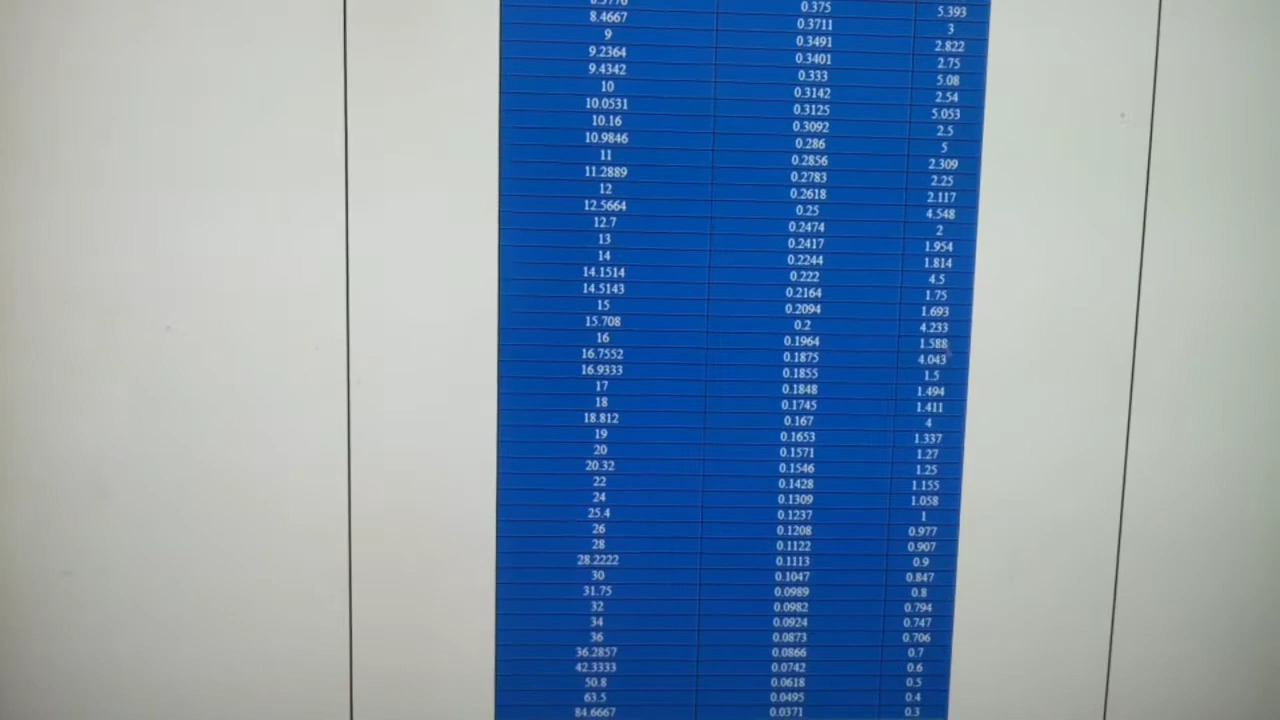 0.375 5.393
8.4667 0.3711 3
9 0.3491 2.822
9.2364 0.3401 2.75
9.4342 0.333 5.08
10 0.3142 2.54
10.0531 0.3125 5.053
10.16 0.3092 2.5
10.9846 0.286 5
11 0.2856 2.309
11.2889 0.2783 2.25
12 0.2618 2.117
12.5664 0.25 4.548
12.7 0.2474 2
13 0.2417 1.954
14 0.2244 1.814
14.1514 0.222 4.5
14.5143 0.2164 1.75
15 0.2094 1.693
15.708 0.2 4.233
16 0.1964 1.588
16.7552 0.1875 4.043
16.9333 0.1855 1.5
17 0.1848 1.494
18 0.1745 1.411
18.812 0.167 4
19 0.1653 1.337
20 0.1571 1.27
20.32 0.1546 1.25
22 0.1428 1.155
24 0.1309 1.058
25.4 0.1237 1
26 0.1208 0.977
28 0.1122 0.907
28.2222 0.1113 0.9
30 0.1047 0.847
31.75 0.0989 0.8
32 0.0982 0.794
34 0.0924 0.747
36 0.0873 0.706
36.2857 0.0866 0.7
42.3333 0.0742 0.6
50.8 0.0618 0.5
63.5 0.0495 0.4
84.6667 0.0371 0.3